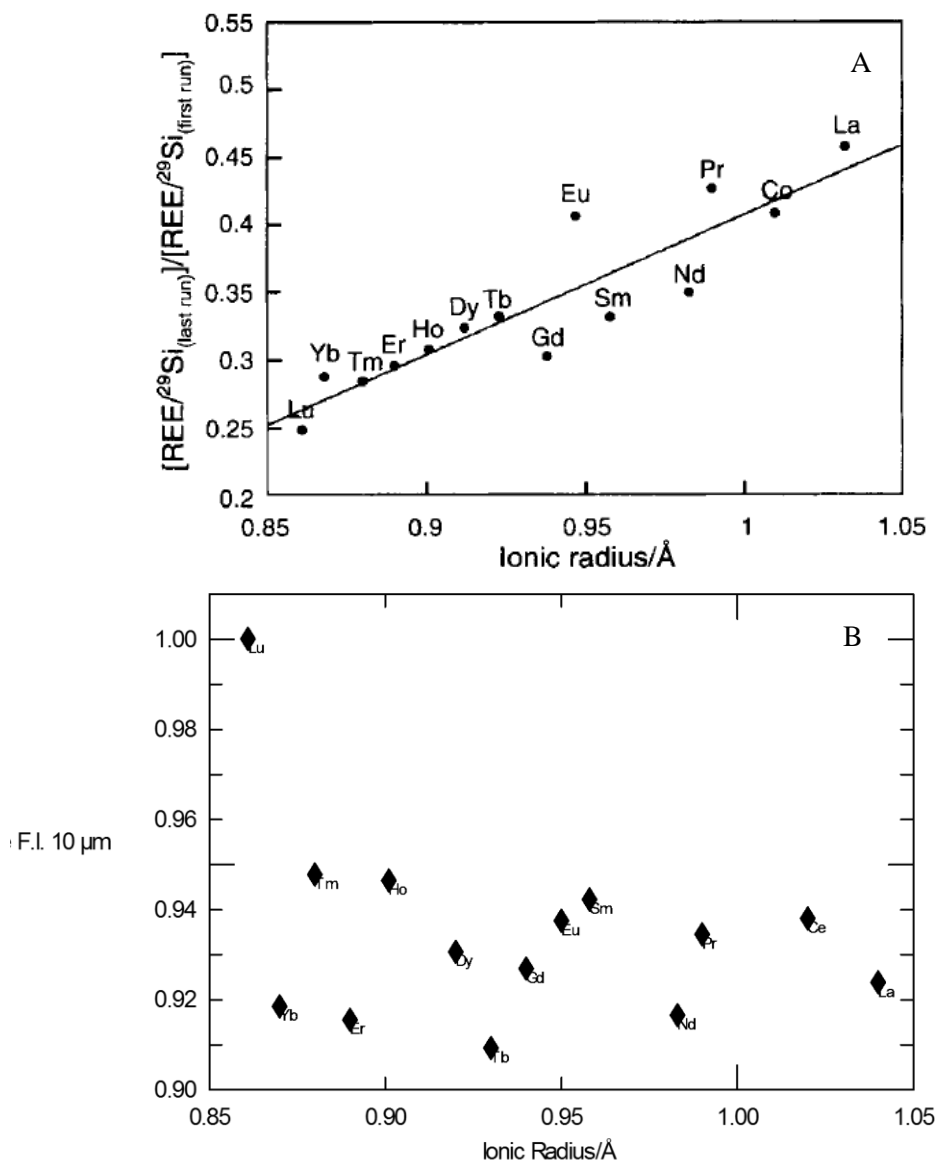 0.55
A
0.5
La
0.45
Pr
Eu
Co
0.4
Nd
0.35
Sm
Tb
Dy
Gd
Ho
Er
0.3
Yb
Tm
Lu
0.25
0.2
0.85
0.9
0.95
1
1.05
[REE/²⁹Si(last run)]/[REE/²⁹Si(first run)]
Ionic radius/Å
B
1.00
Lu
0.98
0.96
F.I. 10 µm
Tm
Ho
0.94
Sm
Eu
Ce
Pr
Dy
Gd
La
0.92
Yb
Er
Nd
Tb
0.90
0.85
0.90
0.95
1.00
1.05
Ionic Radius/Å